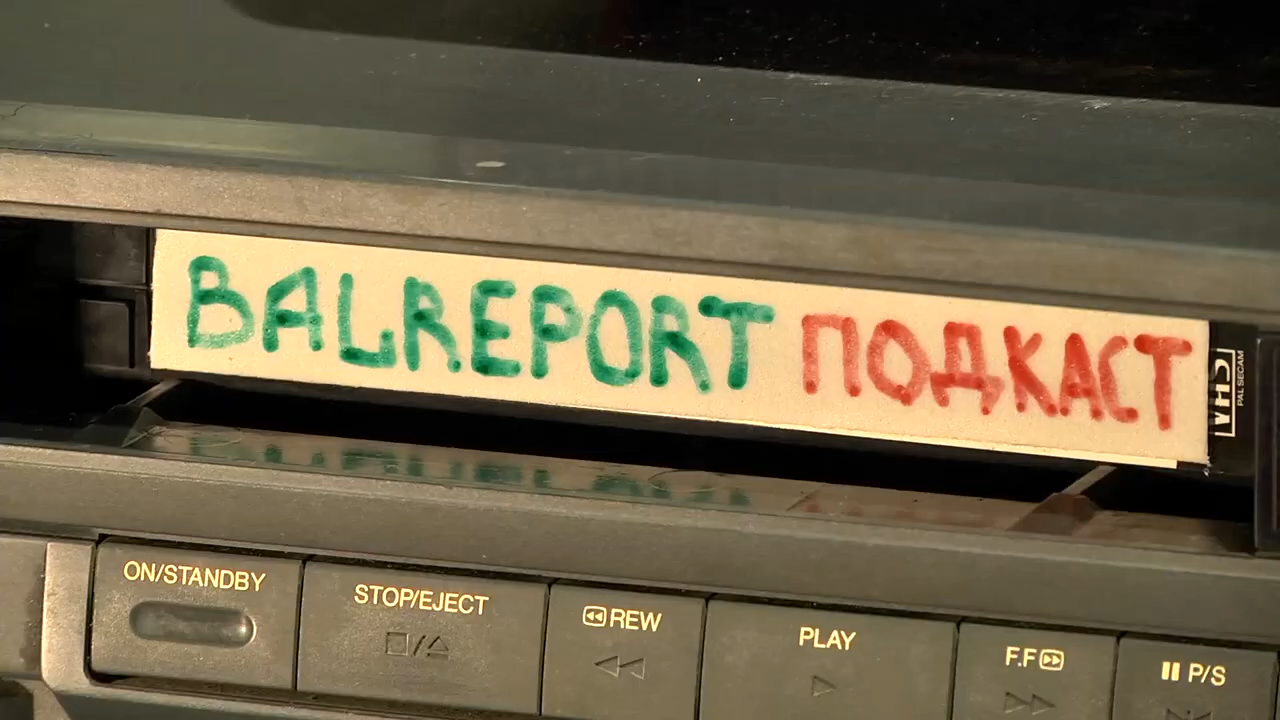 BALREPORT ПОДКАСТ
VHS
PAL SECAM
ON/STANDBY
STOP/EJECT
REW
PLAY
F.F
P/S